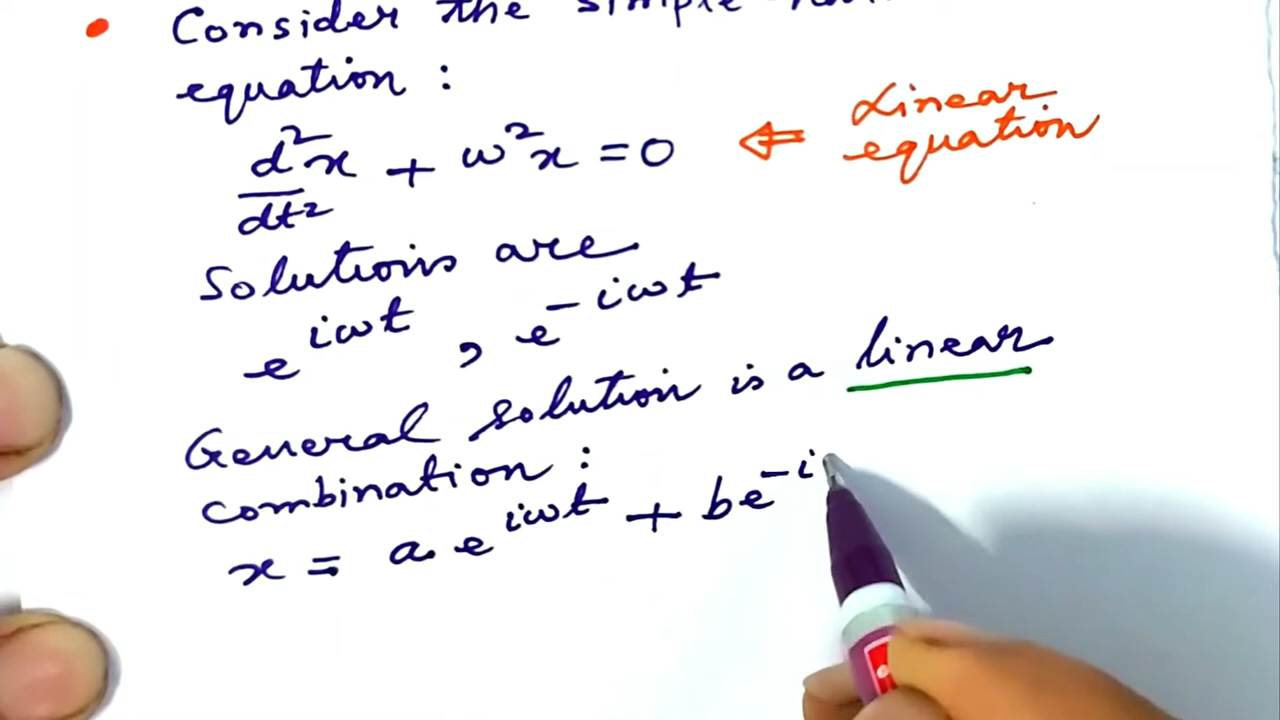 • Consider the simple
equation :
d²x/dt² + ω²x = 0 ⇐ Linear equation
Solutions are
e^{iωt} , e^{-iωt}
General solution is a linear
combination :
x = a e^{iωt} + b e^{-i